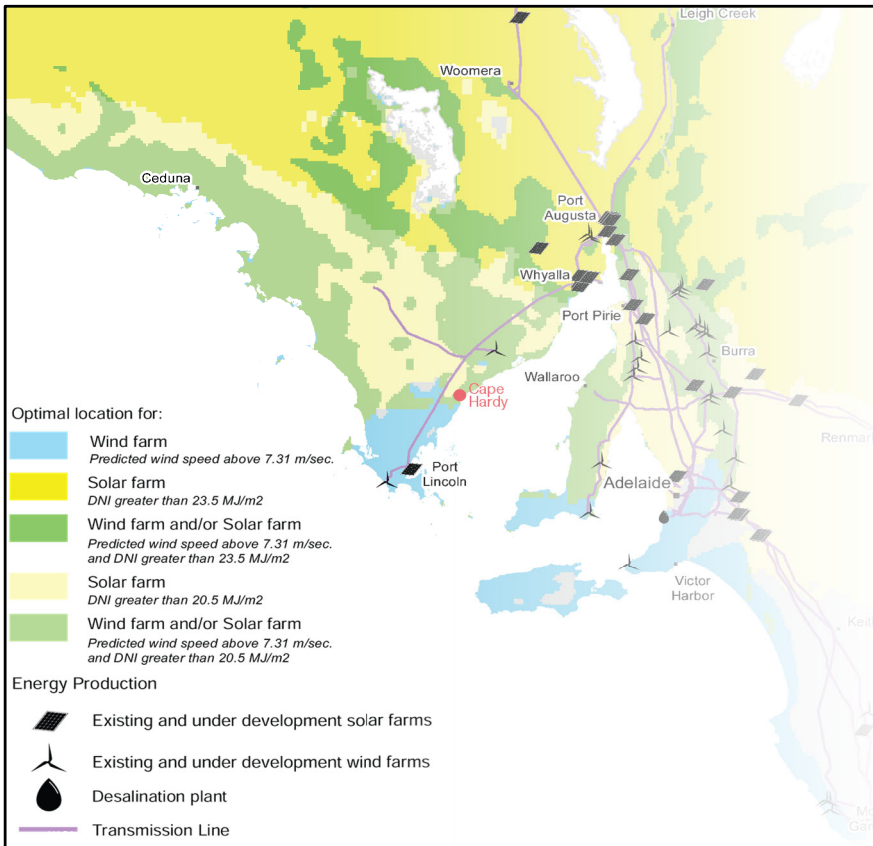 Leigh Creek
Woomera
Ceduna
Port
Augusta
Whyalla
Port Pirie
Burra
Wallaroo
Cape
Hardy
Optimal location for:
Wind farm
Predicted wind speed above 7.31 m/sec.
Solar farm
DNI greater than 23.5 MJ/m2
Wind farm and/or Solar farm
Predicted wind speed above 7.31 m/sec.
and DNI greater than 23.5 MJ/m2
Solar farm
DNI greater than 20.5 MJ/m2
Wind farm and/or Solar farm
Predicted wind speed above 7.31 m/sec.
and DNI greater than 20.5 MJ/m2
Renmar
Port
Lincoln
Adelaide
Victor
Harbor
Keit
Energy Production
Existing and under development solar farms
Existing and under development wind farms
Desalination plant
Transmission Line
Mo
Ga